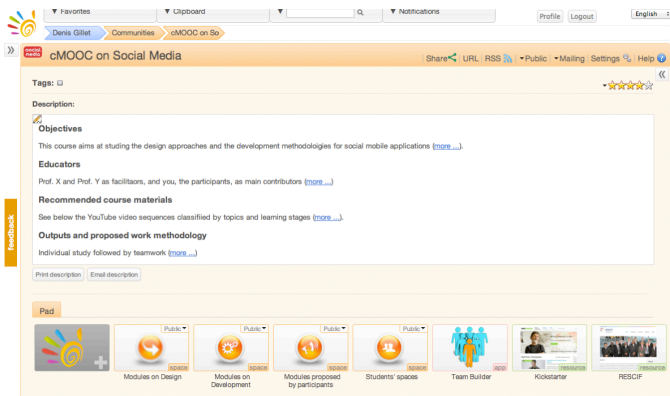 ▼ Favorites ▼ Clipboard ▼ ▼ Notifications
Profile Logout English
Denis Gillet Communities cMOOC on So
social media
cMOOC on Social Media
Share URL | RSS | ▾Public | ▾Mailing | Settings | Help ?
Tags:
Description:
Objectives
This course aims at studing the design approaches and the development methodoloigies for social mobile applications (more ...).
Educators
Prof. X and Prof. Y as facilitaors, and you, the participants, as main contributors (more ...)
Recommended course materials
See below the YouTube video sequences classifiied by topics and learning stages (more ...).
Outputs and proposed work methodology
Individual study followed by teamwork (more ...)
feedback
Print description Email description
Pad
Public▾ Public▾ Public▾ Public▾
space space space space app resource resource
Modules on Design Modules on Development Modules proposed by participants Students' spaces Team Builder Kickstarter RESCIF